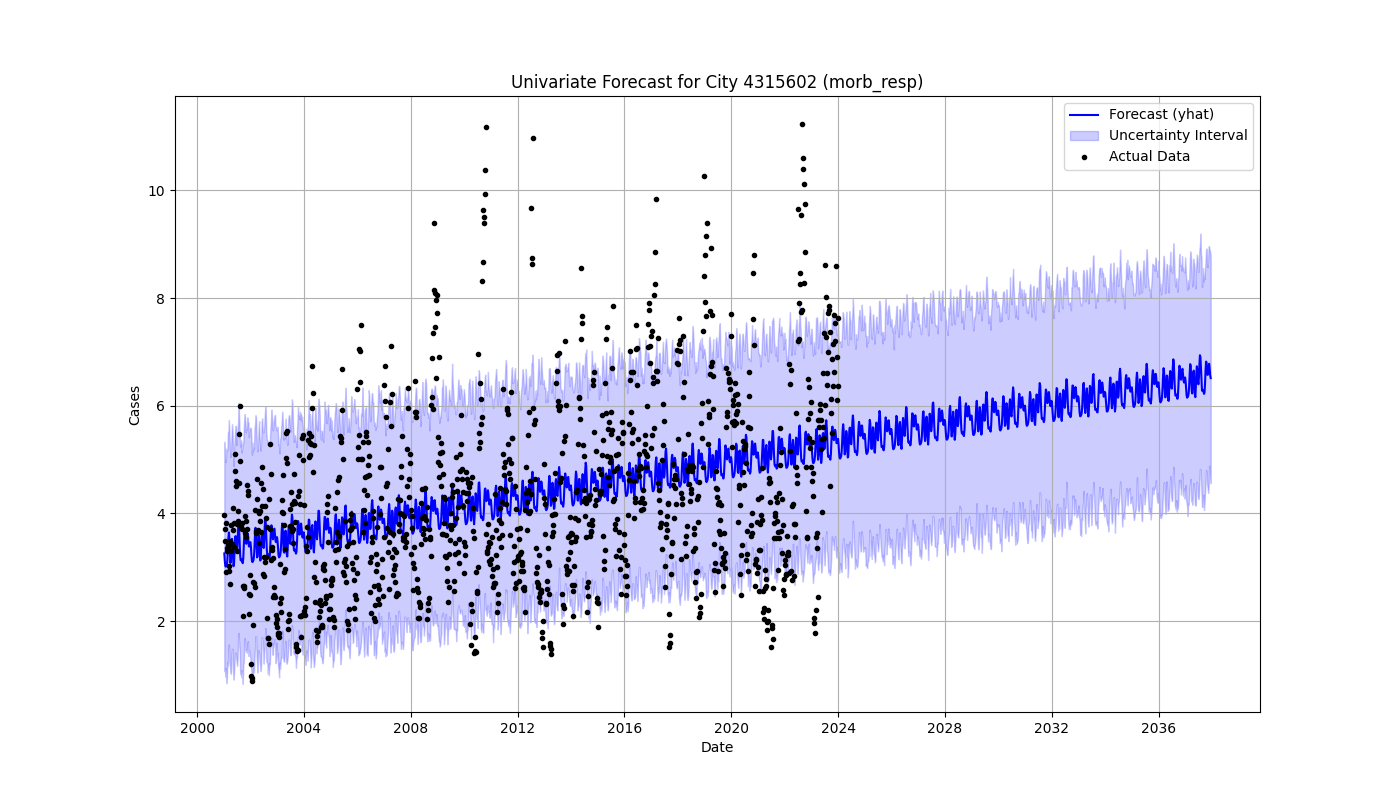 Univariate Forecast for City 4315602 (morb_resp)
Forecast (yhat)
Uncertainty Interval
Actual Data
Cases
10
8
6
4
2
2000 2004 2008 2012 2016 2020 2024 2028 2032 2036
Date